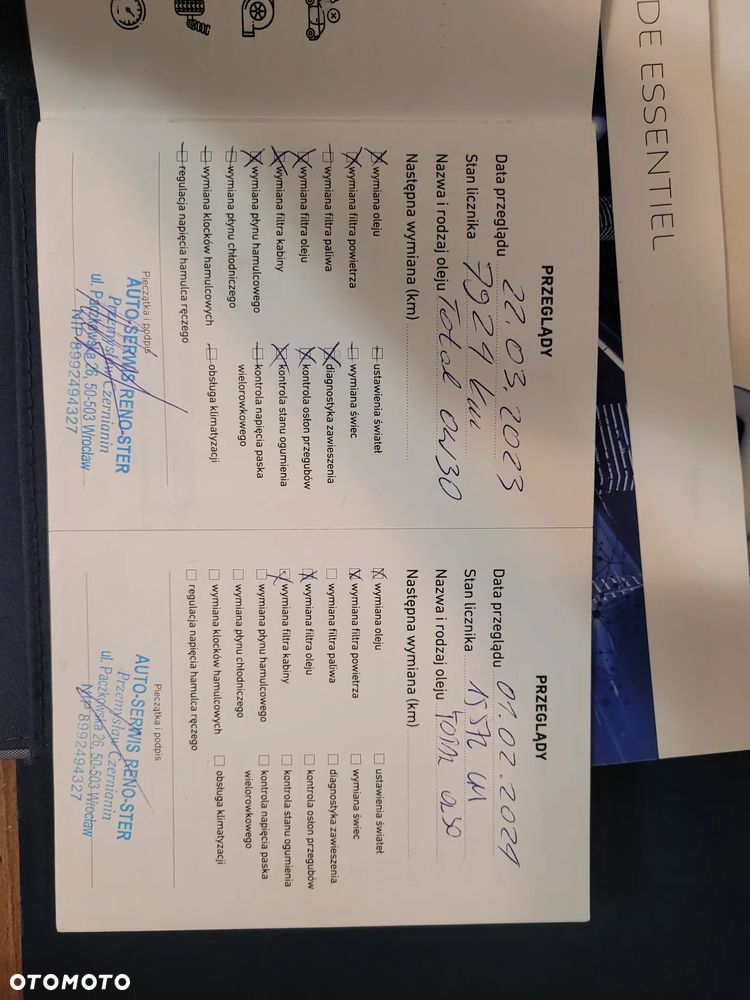 DE ESSENTIEL
PRZEGLĄDY
Data przeglądu 22.03.2023
Stan licznika 7924 km
Nazwa i rodzaj oleju Total 0W30
Następna wymiana (km)
wymiana oleju
wymiana filtra powietrza
wymiana filtra paliwa
wymiana filtra oleju
wymiana filtra kabiny
wymiana płynu hamulcowego
wymiana płynu chłodniczego
wymiana klocków hamulcowych
regulacja napięcia hamulca ręcznego
ustawienia świateł
wymiana świec
diagnostyka zawieszenia
kontrola osłon przegubów
kontrola stanu ogumienia
kontrola napięcia paska
wielorowkowego
obsługa klimatyzacji
Pieczątka i podpis
AUTO-SERWIS RENO-STER
Przemysław Czernianin
ul. Paczkowska 26, 50-503 Wrocław
NIP 8992494327
PRZEGLĄDY
Data przeglądu 01.02.2024
Stan licznika 15572
Nazwa i rodzaj oleju
Następna wymiana (km)
wymiana oleju
wymiana filtra powietrza
wymiana filtra paliwa
wymiana filtra oleju
wymiana filtra kabiny
wymiana płynu hamulcowego
wymiana płynu chłodniczego
wymiana klocków hamulcowych
regulacja napięcia hamulca ręcznego
ustawienia świateł
wymiana świec
diagnostyka zawieszenia
kontrola osłon przegubów
kontrola stanu ogumienia
kontrola napięcia paska
wielorowkowego
obsługa klimatyzacji
Pieczątka i podpis
AUTO-SERWIS RENO-STER
Przemysław Czernianin
ul. Paczkowska 26, 50-503 Wrocław
NIP 8992494327
OTOMOTO